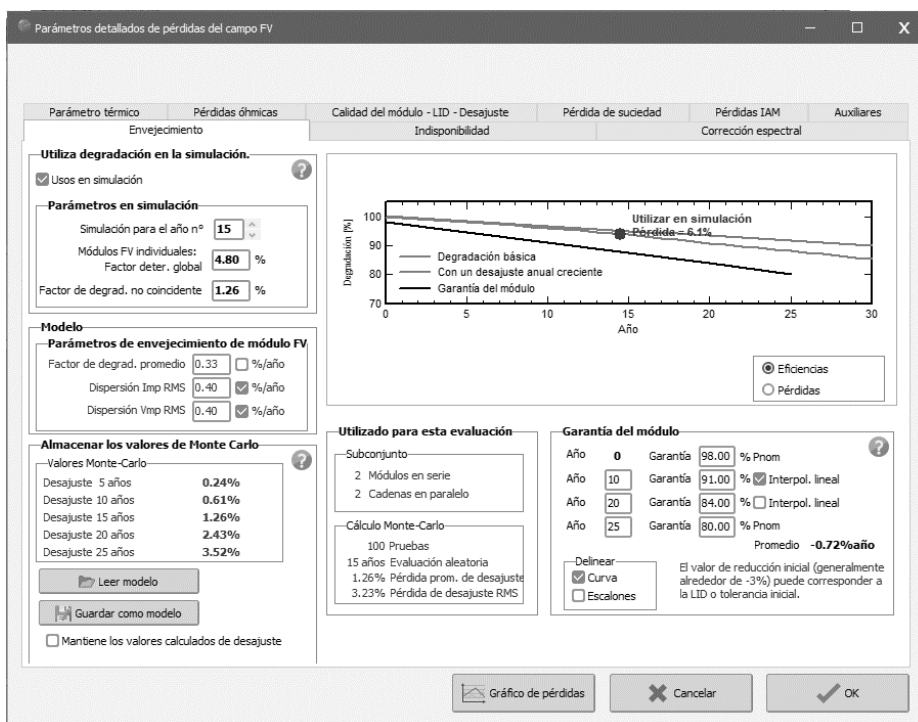 Parámetros detallados de pérdidas del campo FV
Parámetro térmico
Pérdidas óhmicas
Calidad del módulo - LID - Desajuste
Pérdida de suciedad
Pérdidas IAM
Auxiliares
Envejecimiento
Indisponibilidad
Corrección espectral
Utiliza degradación en la simulación.
Usos en simulación
Parámetros en simulación
Simulación para el año nº 15
Módulos FV individuales:
Factor deter. global 4.80 %
Factor de degrad. no coincidente 1.26 %
Modelo
Parámetros de envejecimiento de módulo FV
Factor de degrad. promedio 0.33 %/año
Dispersión Imp RMS 0.40 %/año
Dispersión Vmp RMS 0.40 %/año
Almacenar los valores de Monte Carlo
Valores Monte-Carlo
Desajuste 5 años 0.24%
Desajuste 10 años 0.61%
Desajuste 15 años 1.26%
Desajuste 20 años 2.43%
Desajuste 25 años 3.52%
Leer modelo
Guardar como modelo
Mantiene los valores calculados de desajuste
Degradación [%]
100
90
80
70
0 5 10 15 20 25 30
Año
Utilizar en simulación
Pérdida = 6.1%
Degradación básica
Con un desajuste anual creciente
Garantía del módulo
Eficiencias
Pérdidas
Utilizado para esta evaluación
Subconjunto
2 Módulos en serie
2 Cadenas en paralelo
Cálculo Monte-Carlo
100 Pruebas
15 años Evaluación aleatoria
1.26% Pérdida prom. de desajuste
3.23% Pérdida de desajuste RMS
Garantía del módulo
Año 0 Garantía 98.00 % Pnom
Año 10 Garantía 91.00 % Interpol. lineal
Año 20 Garantía 84.00 % Interpol. lineal
Año 25 Garantía 80.00 % Pnom
Promedio -0.72%año
Delinear
Curva
Escalones
El valor de reducción inicial (generalmente
alrededor de -3%) puede corresponder a
la LID o tolerancia inicial.
Gráfico de pérdidas
Cancelar
OK